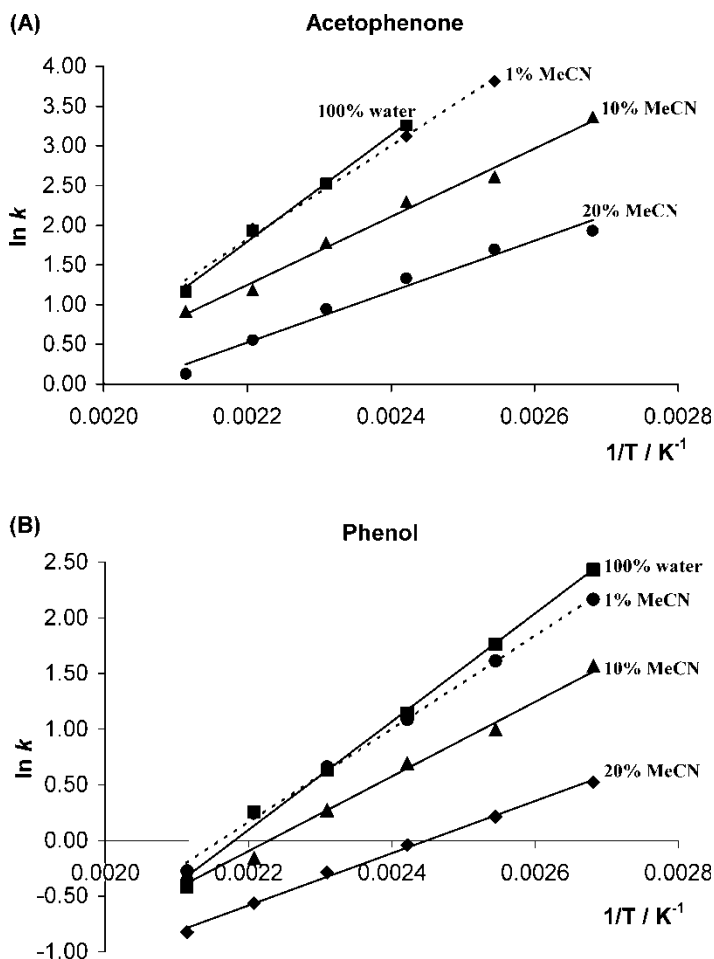 (A)
Acetophenone
4.00
1% MeCN
3.50
100% water
10% MeCN
3.00
2.50
20% MeCN
ln k
2.00
1.50
1.00
0.50
0.00
0.0020
0.0022
0.0024
0.0026
0.0028
1/T / K⁻¹
(B)
Phenol
2.50
100% water
2.00
1% MeCN
1.50
10% MeCN
ln k
1.00
20% MeCN
0.50
0.00
0.0020
0.0022
0.0024
0.0026
0.0028
-0.50
1/T / K⁻¹
-1.00